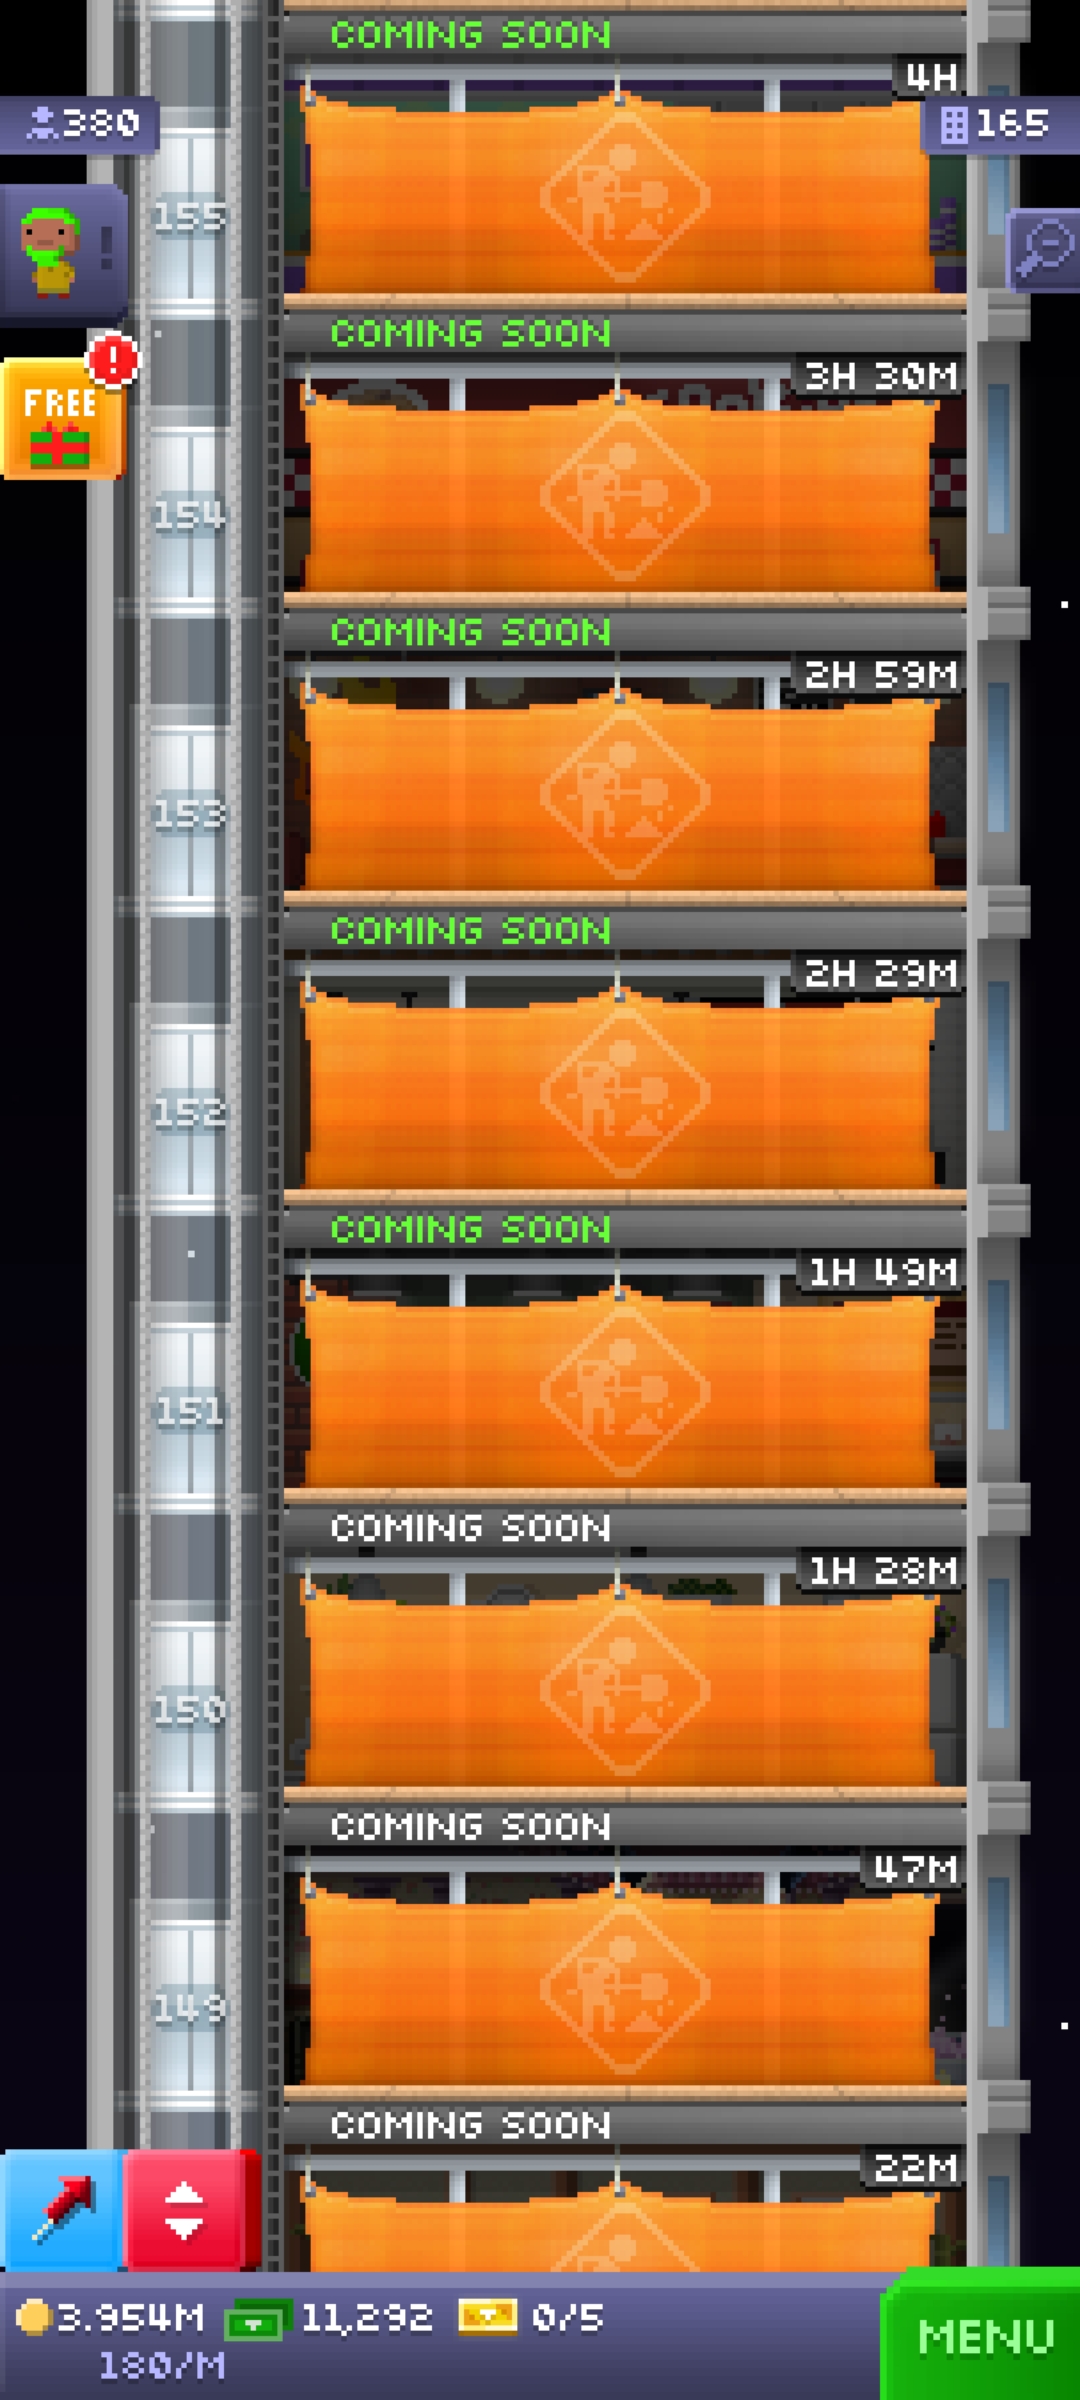 COMING SOON
4H
380
165
155
!
COMING SOON
3H 30M
!
FREE
154
COMING SOON
2H 59M
153
COMING SOON
2H 29M
152
COMING SOON
1H 49M
151
COMING SOON
1H 28M
150
COMING SOON
47M
149
COMING SOON
22M
3.954M 11,292 0/5
180/M
MENU